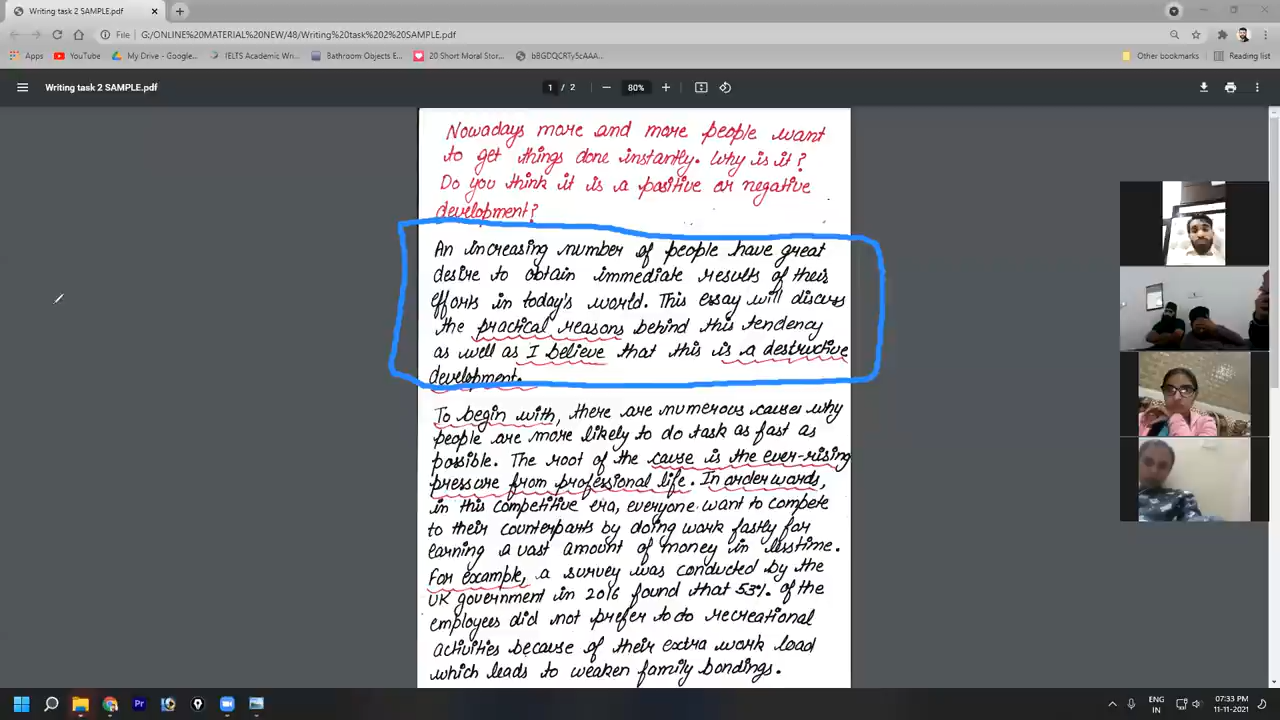 Writing task 2 SAMPLE.pdf
File
G:/ONLINE MATERIAL NEW/48/Writing%20task%202%20SAMPLE.pdf
Apps
YouTube
My Drive - Google...
IELTS Academic Wri...
Bathroom Objects E...
20 Short Moral Stor...
bBGDQCRTy5cAAA...
Other bookmarks
Reading list
Writing task 2 SAMPLE.pdf
1 / 2
80%
Nowadays more and more people want
to get things done instantly. Why is it?
Do you think it is a positive or negative
development?
An increasing number of people have great
desire to obtain immediate results of their
efforts in today's world. This essay will discuss
the practical reasons behind this tendency
as well as I believe that this is a destructive
development.
To begin with, there are numerous causes why
people are more likely to do task as fast as
possible. The root of the cause is the ever-rising
pressure from professional life. In orderwords,
in this competitive era, everyone want to compete
to their counterparts by doing work fastly for
earning a vast amount of money in lesstime.
For example, a survey was conducted by the
UK government in 2016 found that 53% of the
employees did not prefer to do recreational
activities because of their extra work load
which leads to weaken family bondings.
ENG
IN
07:33 PM
11-11-2021